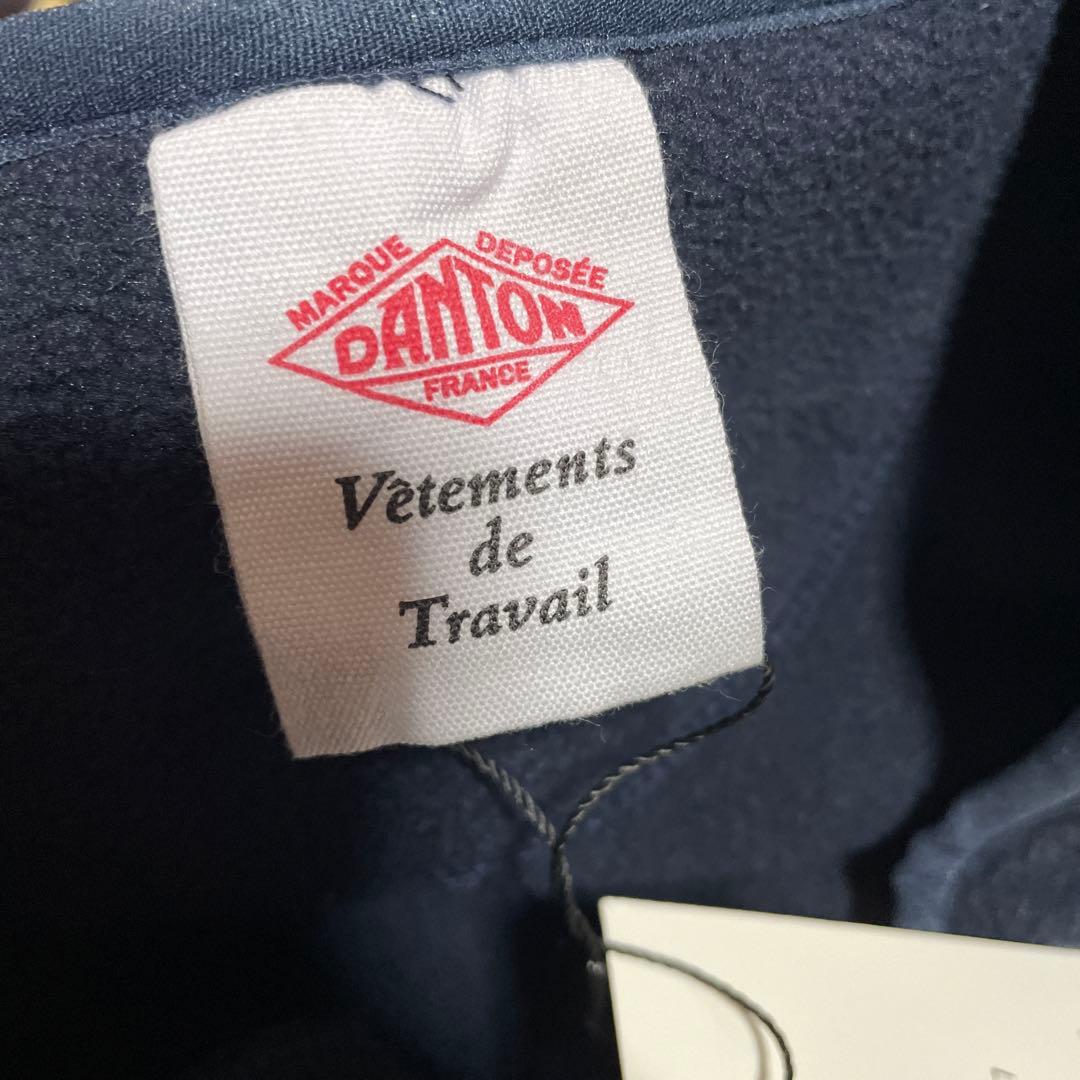 MARQUE DEPOSÉE
DANTON
FRANCE
Vêtements
de
Travail